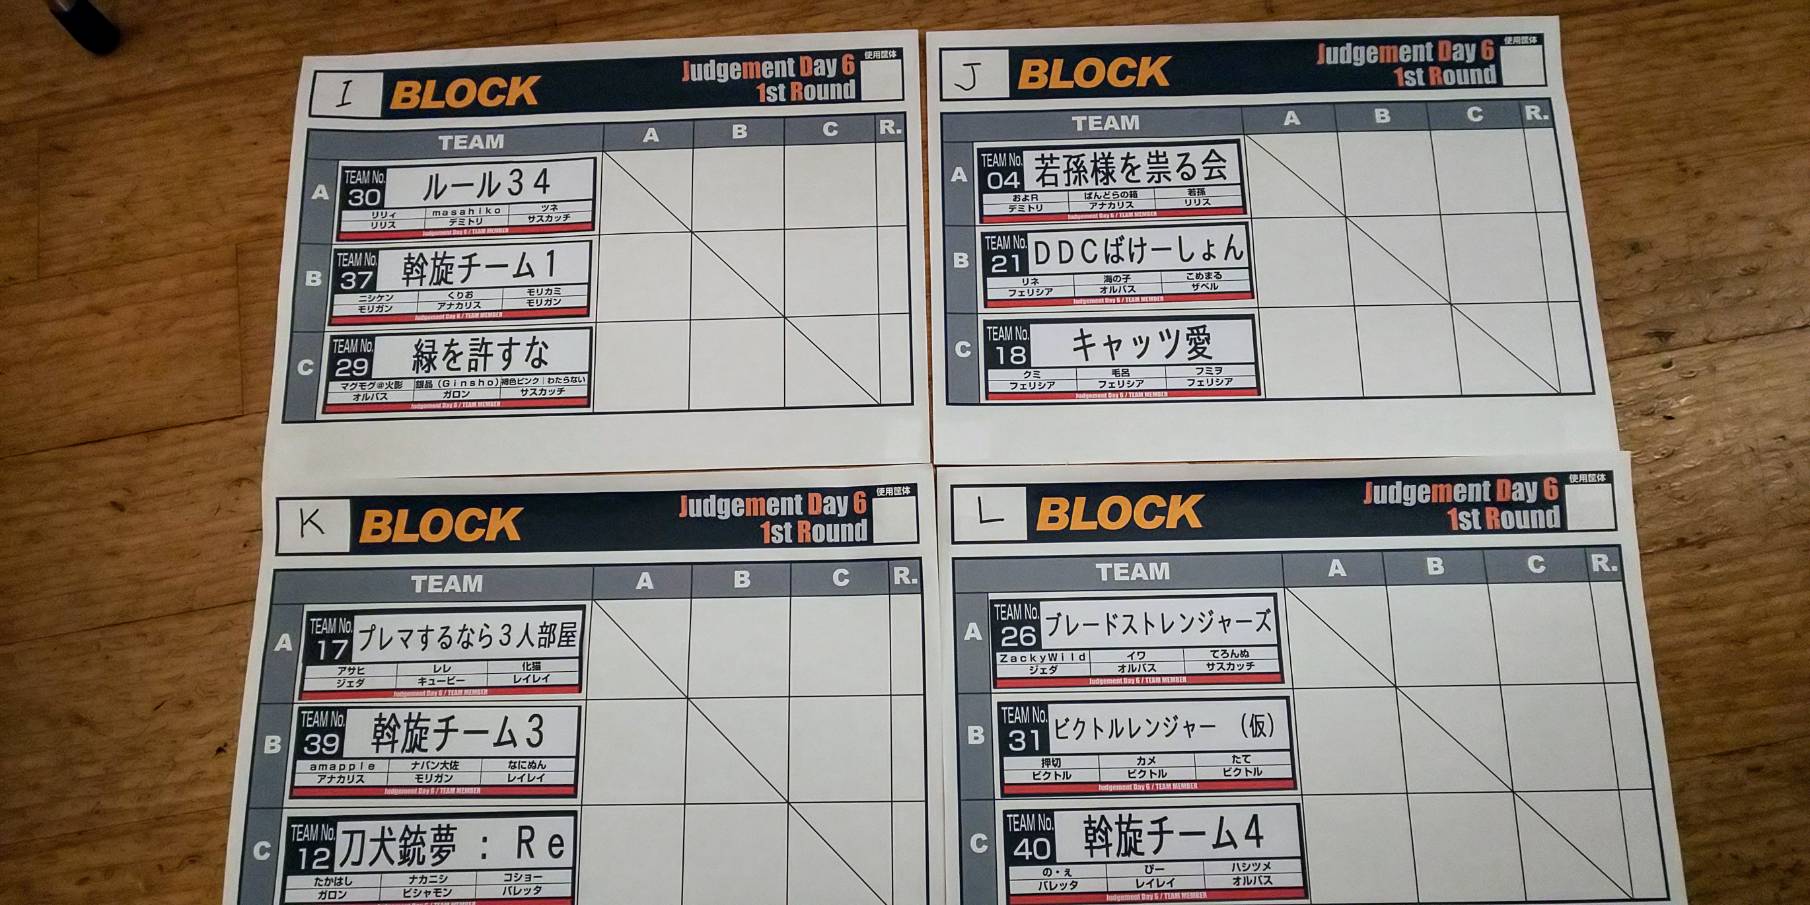 I BLOCK Judgement Day 6 使用筐体
1st Round
TEAM A B C R.
A TEAM No. 30 ルール34
リリィ masahiko ツネ
リリス デミトリ サスカッチ
Judgement Day 6 / TEAM MEMBER
B TEAM No. 37 斡旋チーム1
ニシケン くりお モリカミ
モリガン アナカリス モリガン
Judgement Day 6 / TEAM MEMBER
C TEAM No. 29 緑を許すな
マグモグ@火影 銀晶(Ginsho) 褐色ピンク|わたらない
オルバス ガロン サスカッチ
Judgement Day 6 / TEAM MEMBER
J BLOCK Judgement Day 6 使用筐体
1st Round
TEAM A B C R.
A TEAM No. 04 若孫様を祟る会
およR ぱんどらの箱 若孫
デミトリ アナカリス リリス
Judgement Day 6 / TEAM MEMBER
B TEAM No. 21 DDCばけーしょん
リネ 海の子 こめまる
フェリシア オルバス ザベル
Judgement Day 6 / TEAM MEMBER
C TEAM No. 18 キャッツ愛
クミ 毛呂 フミヲ
フェリシア フェリシア フェリシア
Judgement Day 6 / TEAM MEMBER
K BLOCK Judgement Day 6 使用筐体
1st Round
TEAM A B C R.
A TEAM No. 17 プレマするなら3人部屋
アサヒ レレ 化猫
ジェダ キュービー レイレイ
Judgement Day 6 / TEAM MEMBER
B TEAM No. 39 斡旋チーム3
amapple ナパン大佐 なにぬん
アナカリス モリガン レイレイ
Judgement Day 6 / TEAM MEMBER
C TEAM No. 12 刀犬銃夢:Re
たかはし ナカニシ コショー
ガロン ビシャモン バレッタ
Judgement Day 6 / TEAM MEMBER
L BLOCK Judgement Day 6 使用筐体
1st Round
TEAM A B C R.
A TEAM No. 26 ブレードストレンジャーズ
ZackyWild イワ てろんぬ
ジェダ オルバス サスカッチ
Judgement Day 6 / TEAM MEMBER
B TEAM No. 31 ビクトルレンジャー (仮)
押切 カメ たて
ビクトル ビクトル ビクトル
Judgement Day 6 / TEAM MEMBER
C TEAM No. 40 斡旋チーム4
の・ぇ びー ハシツメ
バレッタ レイレイ オルバス
Judgement Day 6 / TEAM MEMBER